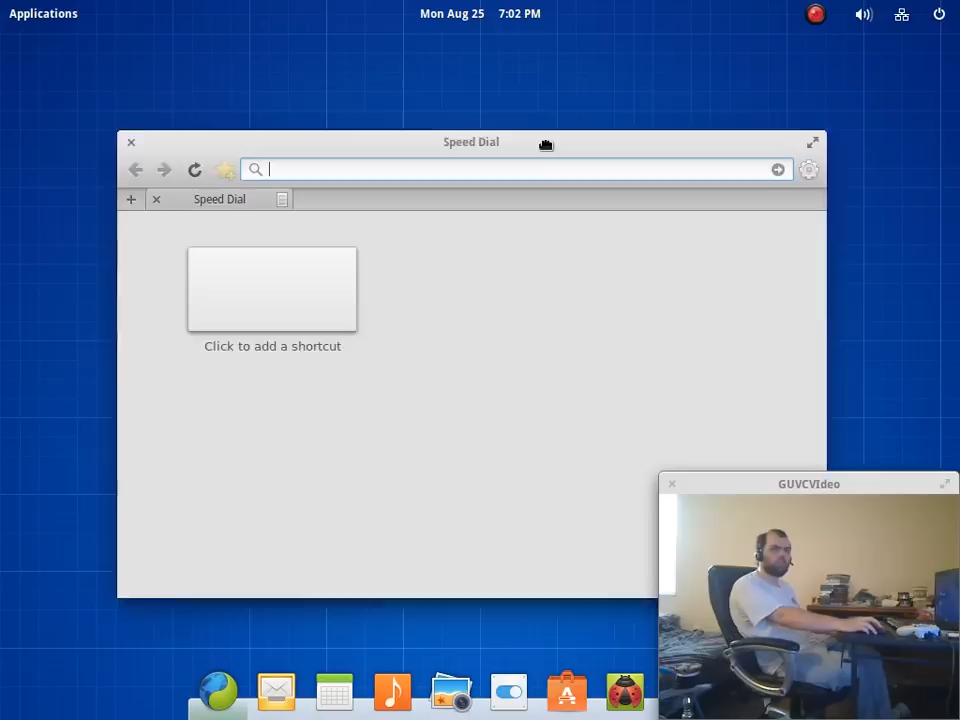 Applications
Mon Aug 25 7:02 PM
Speed Dial
Speed Dial
Click to add a shortcut
GUVCVIdeo